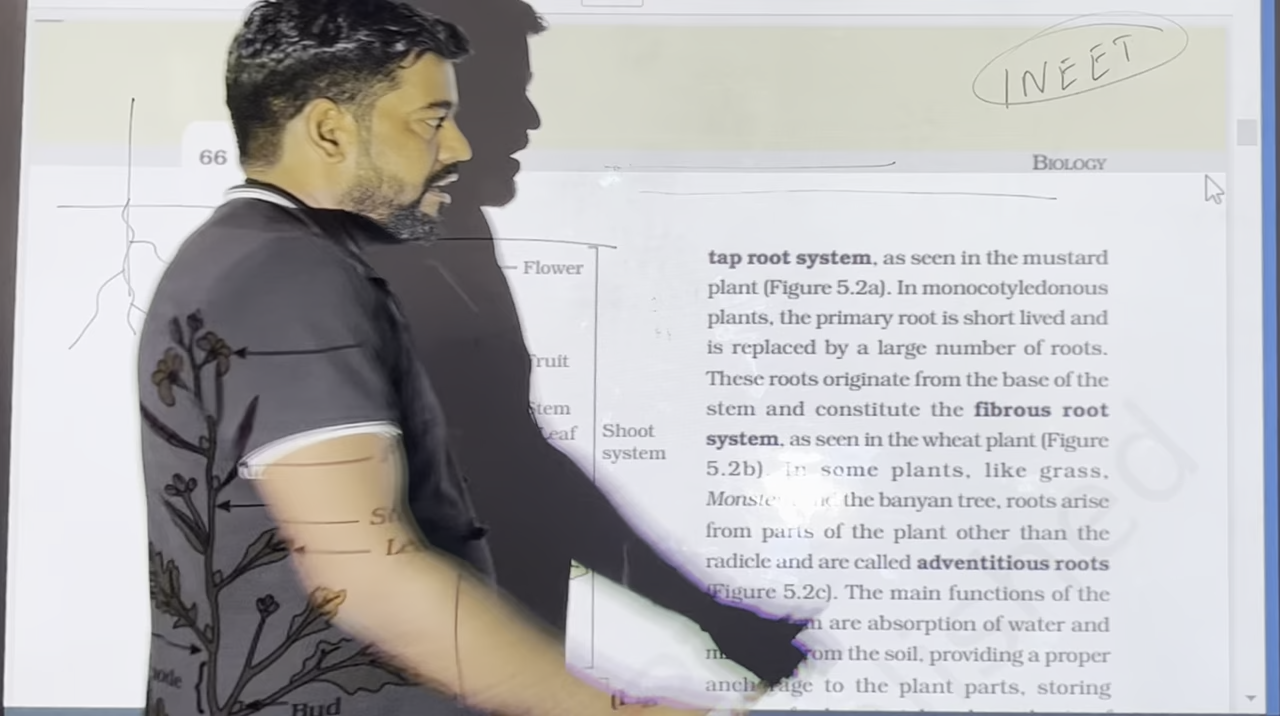 INEET
66
BIOLOGY
Flower
Stem
Shoot
system
Bud
tap root system, as seen in the mustard
plant (Figure 5.2a). In monocotyledonous
plants, the primary root is short lived and
is replaced by a large number of roots.
These roots originate from the base of the
stem and constitute the fibrous root
system, as seen in the wheat plant (Figure
5.2b). In some plants, like grass,
the banyan tree, roots arise
from parts of the plant other than the
radicle and are called adventitious roots
(Figure 5.2c). The main functions of the
are absorption of water and
from the soil, providing a proper
anchorage to the plant parts, storing